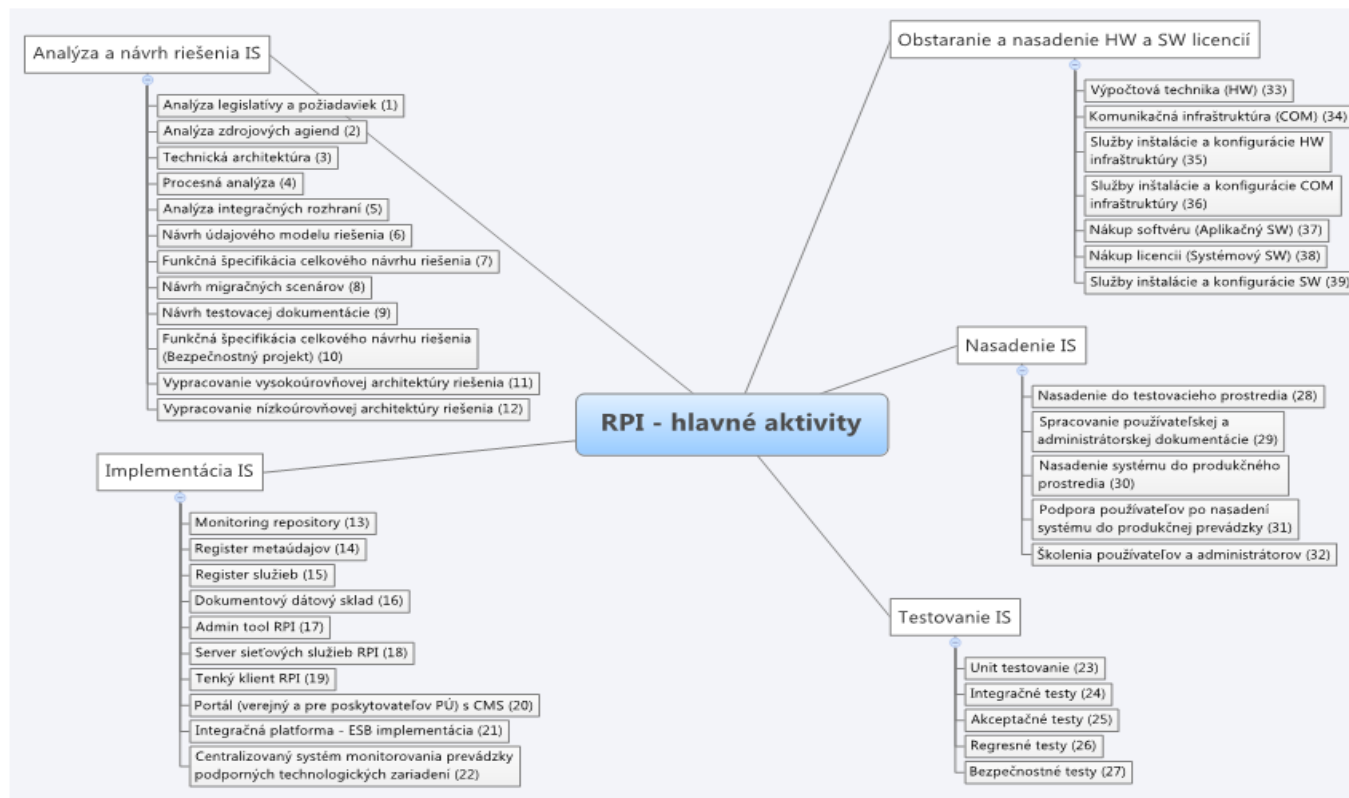 Analýza a návrh riešenia IS
Analýza legislatívy a požiadaviek (1)
Analýza zdrojových agiend (2)
Technická architektúra (3)
Procesná analýza (4)
Analýza integračných rozhraní (5)
Návrh údajového modelu riešenia (6)
Funkčná špecifikácia celkového návrhu riešenia (7)
Návrh migračných scenárov (8)
Návrh testovacej dokumentácie (9)
Funkčná špecifikácia celkového návrhu riešenia
(Bezpečnostný projekt) (10)
Vypracovanie vysokoúrovňovej architektúry riešenia (11)
Vypracovanie nízkoúrovňovej architektúry riešenia (12)
Obstaranie a nasadenie HW a SW licencií
Výpočtová technika (HW) (33)
Komunikačná infraštruktúra (COM) (34)
Služby inštalácie a konfigurácie HW
infraštruktúry (35)
Služby inštalácie a konfigurácie COM
infraštruktúry (36)
Nákup softvéru (Aplikačný SW) (37)
Nákup licencii (Systémový SW) (38)
Služby inštalácie a konfigurácie SW (39)
RPI - hlavné aktivity
Nasadenie IS
Nasadenie do testovacieho prostredia (28)
Spracovanie používateľskej a
administrátorskej dokumentácie (29)
Nasadenie systému do produkčného
prostredia (30)
Podpora používateľov po nasadení
systému do produkčnej prevádzky (31)
Školenia používateľov a administrátorov (32)
Implementácia IS
Monitoring repository (13)
Register metaúdajov (14)
Register služieb (15)
Dokumentový dátový sklad (16)
Admin tool RPI (17)
Server sieťových služieb RPI (18)
Tenký klient RPI (19)
Portál (verejný a pre poskytovateľov PÚ) s CMS (20)
Integračná platforma - ESB implementácia (21)
Centralizovaný systém monitorovania prevádzky
podporných technologických zariadení (22)
Testovanie IS
Unit testovanie (23)
Integračné testy (24)
Akceptačné testy (25)
Regresné testy (26)
Bezpečnostné testy (27)